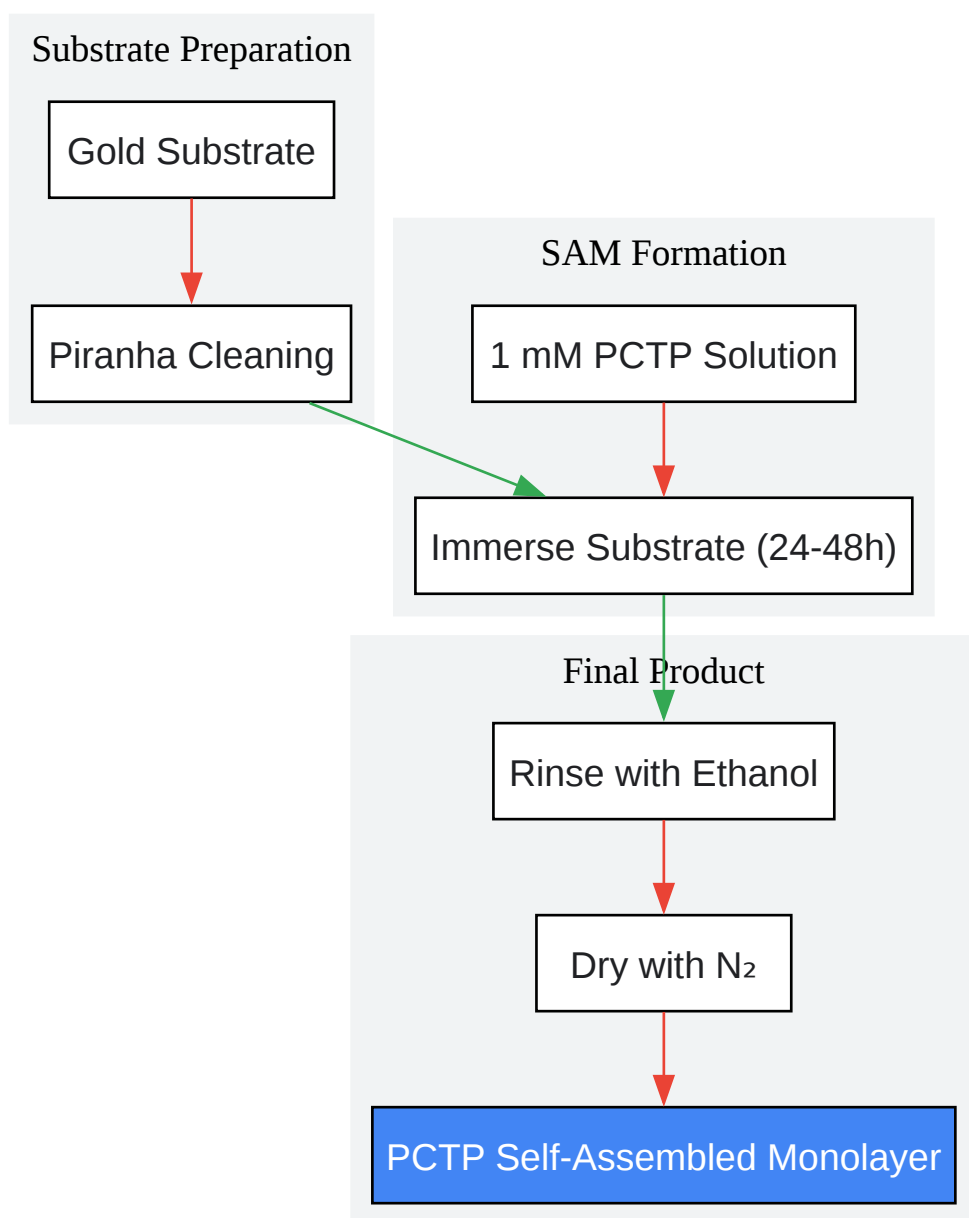 Substrate Preparation
Gold Substrate
Piranha Cleaning
SAM Formation
1 mM PCTP Solution
Immerse Substrate (24-48h)
Final Product
Rinse with Ethanol
Dry with N₂
PCTP Self-Assembled Monolayer